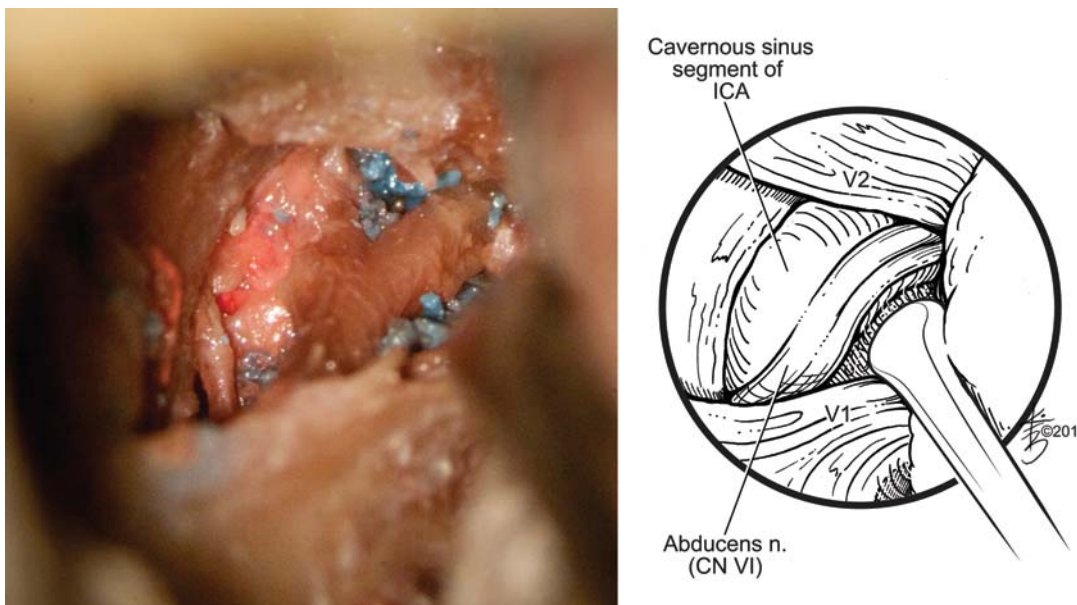 Cavernous sinus
segment of
ICA
V2
V1
©201
Abducens n.
(CN VI)